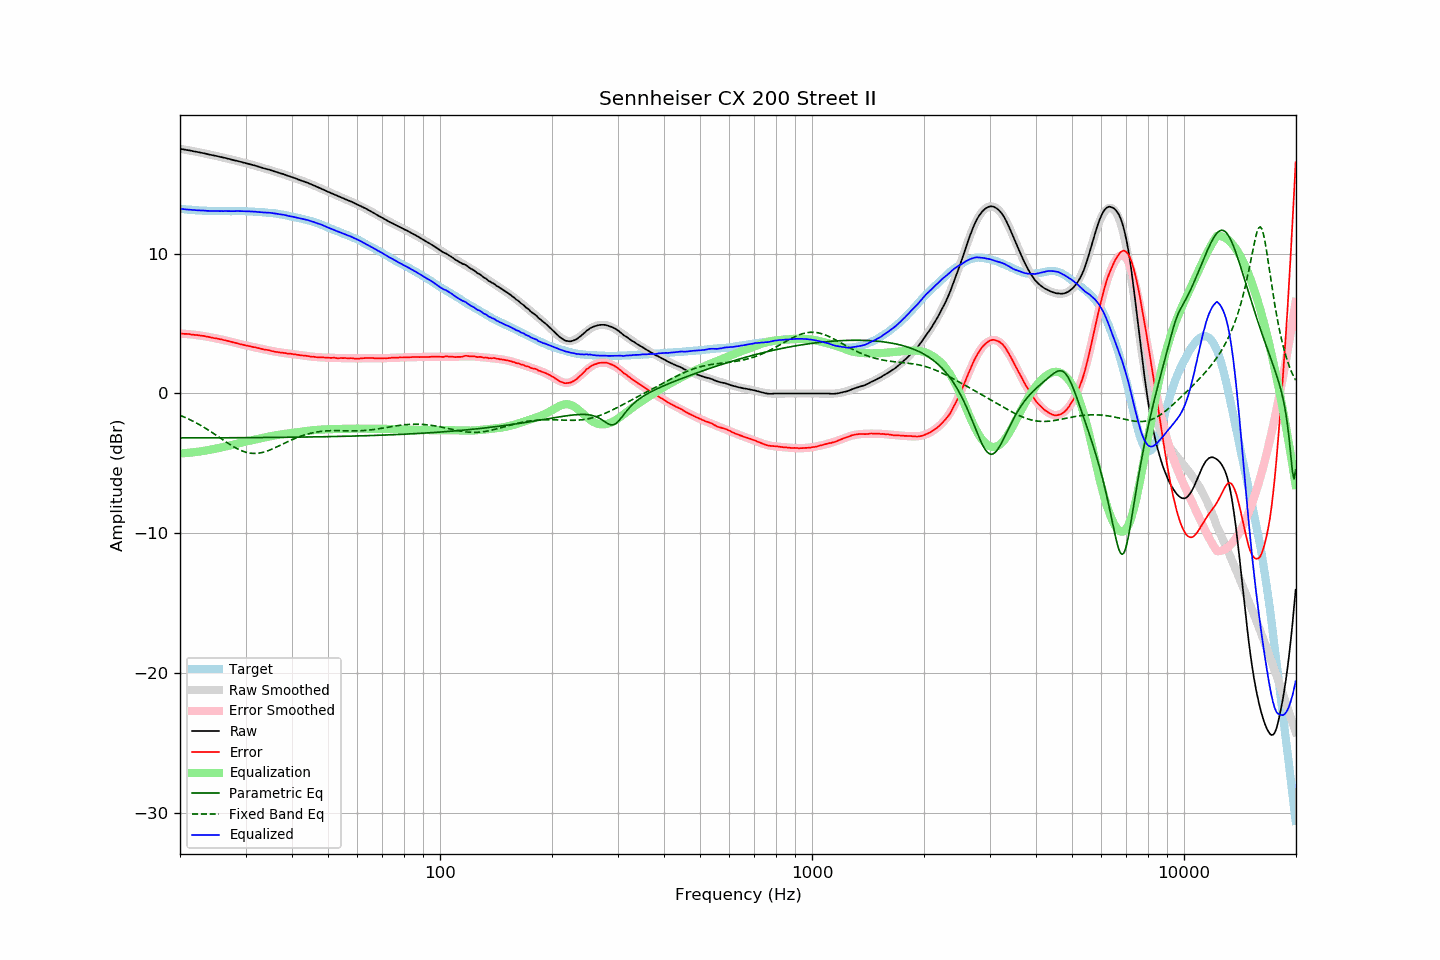 Sennheiser CX 200 Street II
Amplitude (dBr)
10
0
−10
−20
−30
Target
Raw Smoothed
Error Smoothed
Raw
Error
Equalization
Parametric Eq
Fixed Band Eq
Equalized
100
1000
10000
Frequency (Hz)